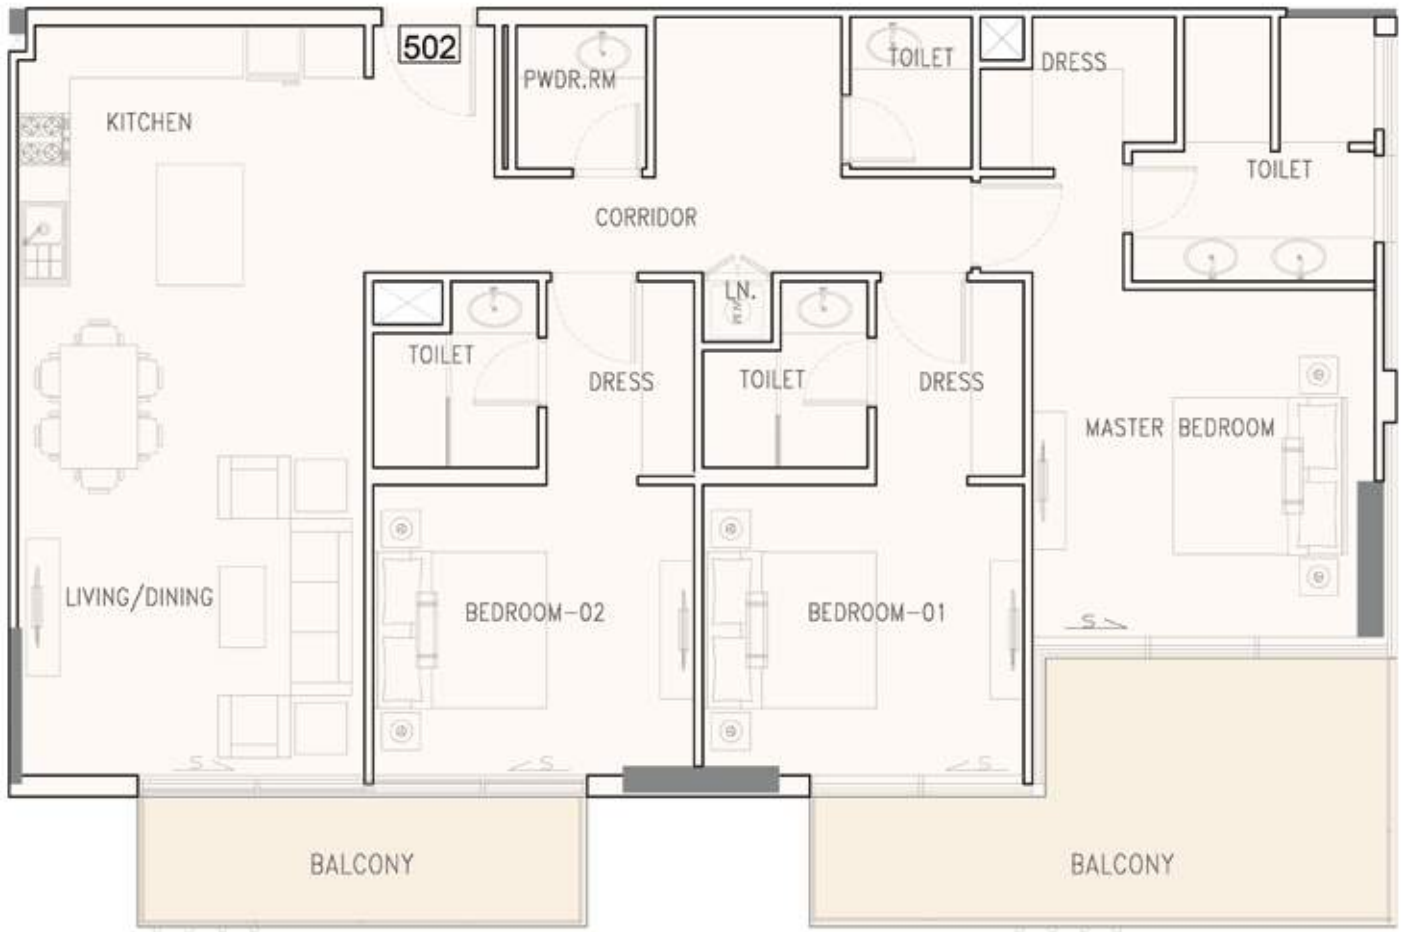 502
PWDR.RM
TOILET
DRESS
KITCHEN
TOILET
CORRIDOR
LN.
W.M
TOILET
DRESS
TOILET
DRESS
MASTER BEDROOM
LIVING/DINING
BEDROOM-02
BEDROOM-01
S
S
S
S
BALCONY
BALCONY